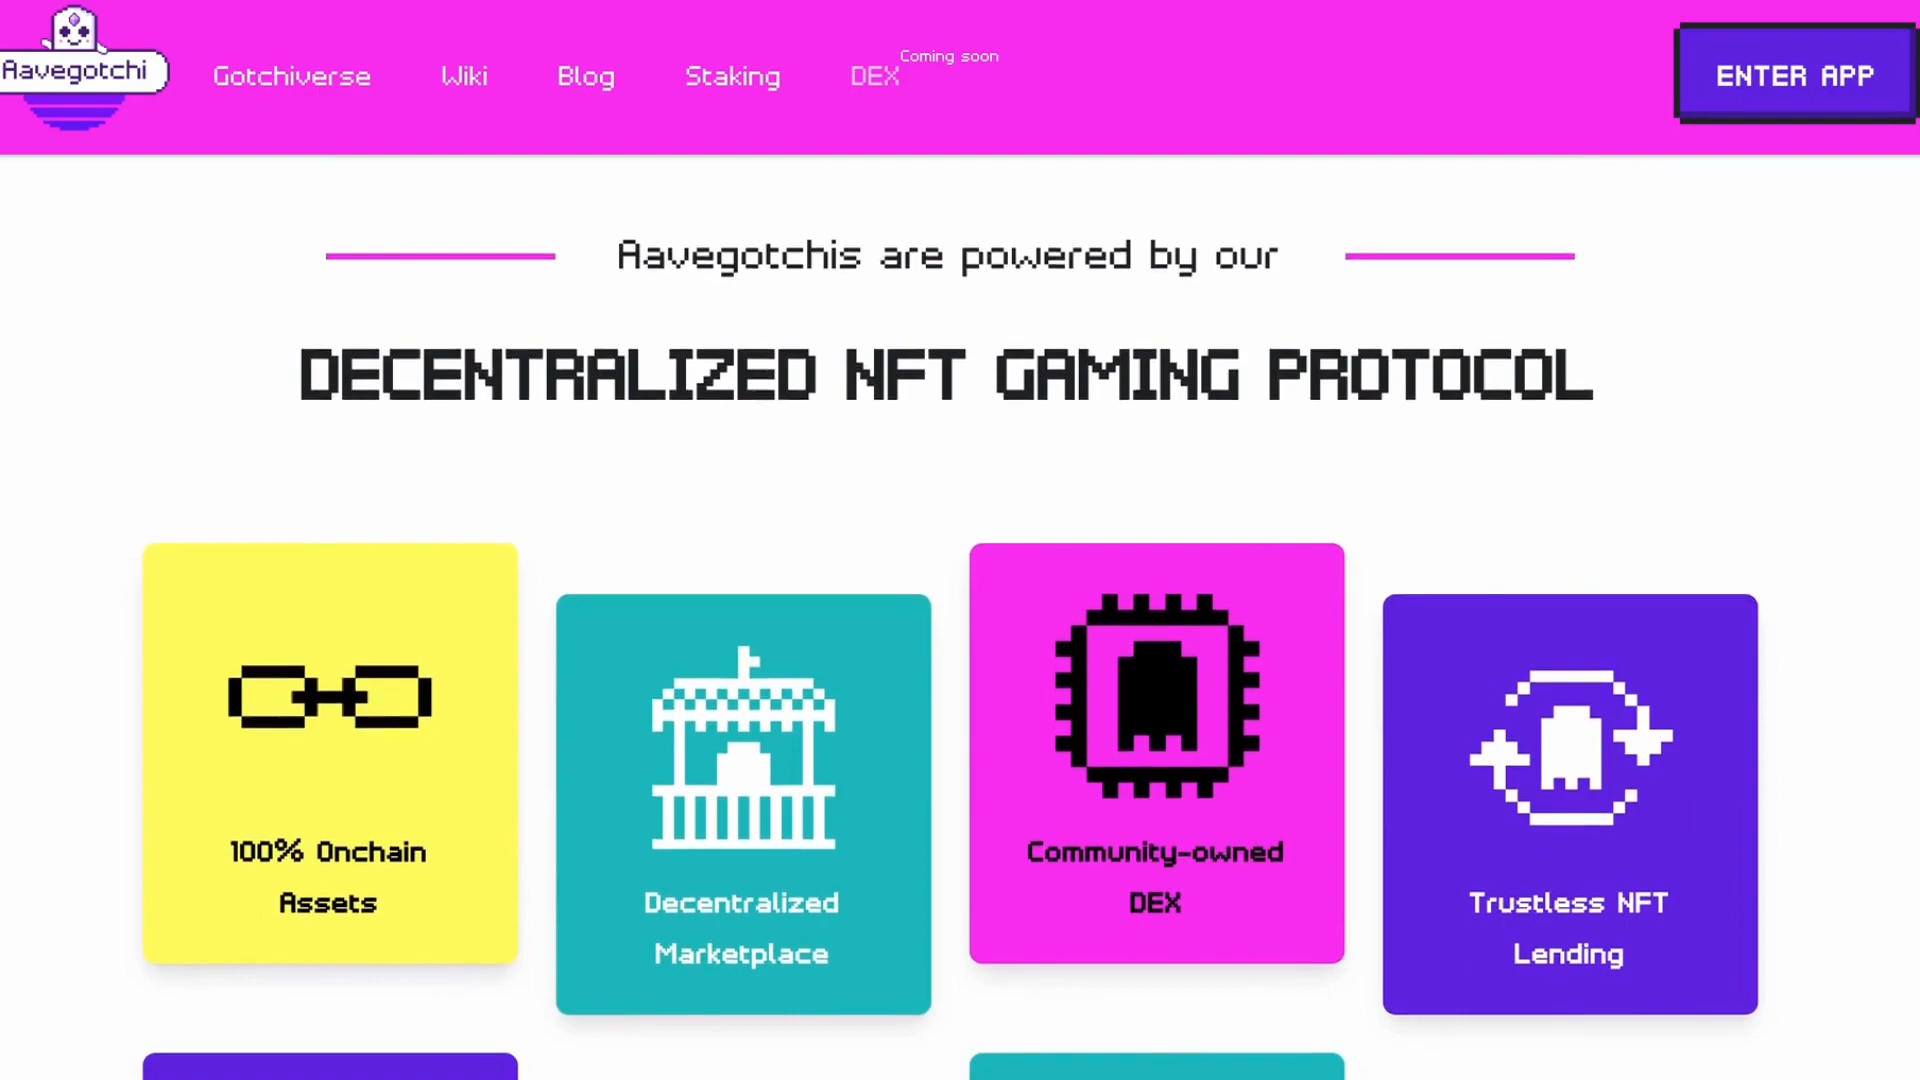 Aavegotchi
Gotchiverse
Wiki
Blog
Staking
DEX
Coming soon
ENTER APP
Aavegotchis are powered by our
DECENTRALIZED NFT GAMING PROTOCOL
100% Onchain
Assets
Decentralized
Marketplace
Community-owned
DEX
Trustless NFT
Lending